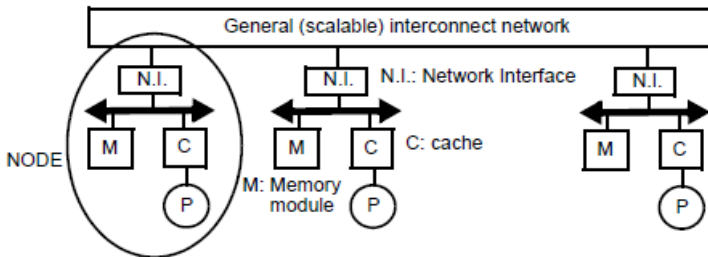 General (scalable) interconnect network
N.I. N.I. N.I.: Network Interface N.I.
M C M C C: cache M C
NODE
M: Memory
module
P P P